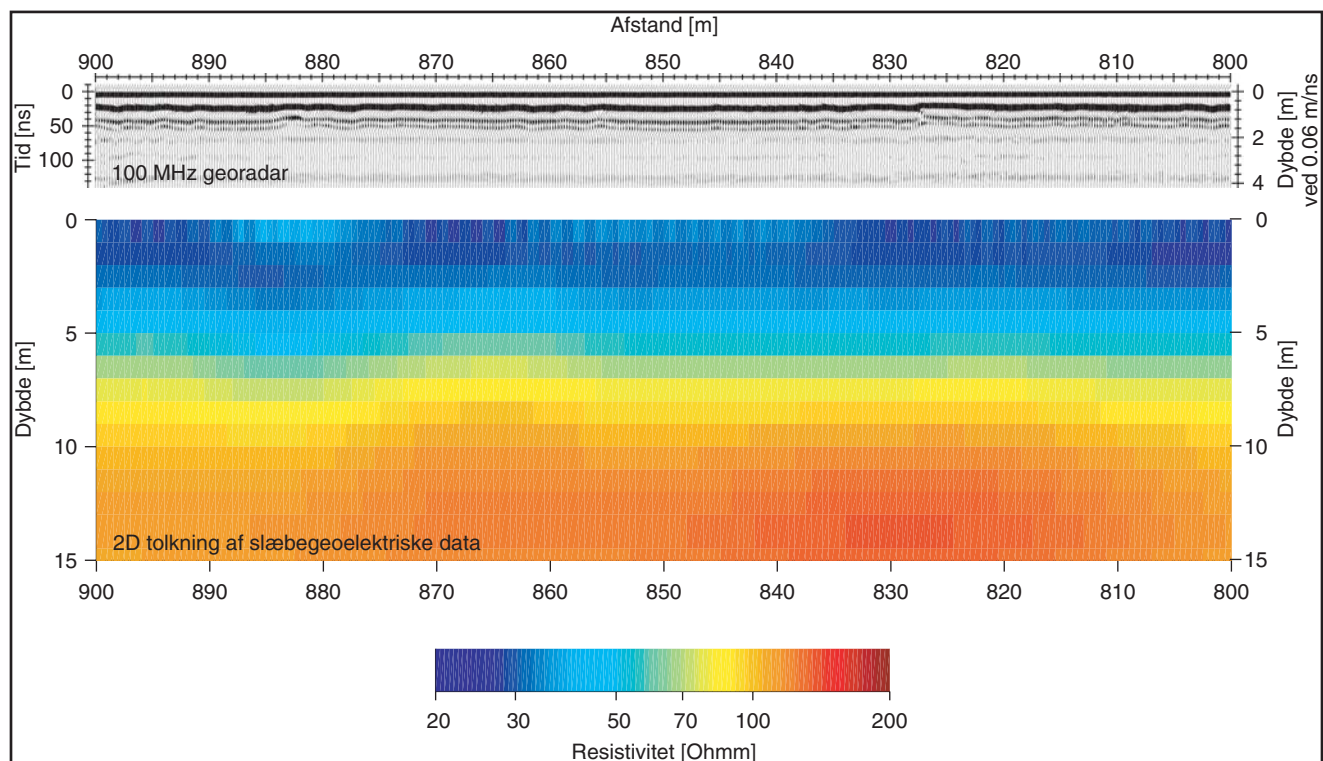 Afstand [m]
900 890 880 870 860 850 840 830 820 810 800
Tid [ns]
0
50
100
100 MHz georadar
0
2
4
Dybde [m]
ved 0.06 m/ns
Dybde [m]
0
5
10
15
2D tolkning af slæbegeoelektriske data
0
5
10
15
Dybde [m]
900 890 880 870 860 850 840 830 820 810 800
20 30 50 70 100 200
Resistivitet [Ohmm]